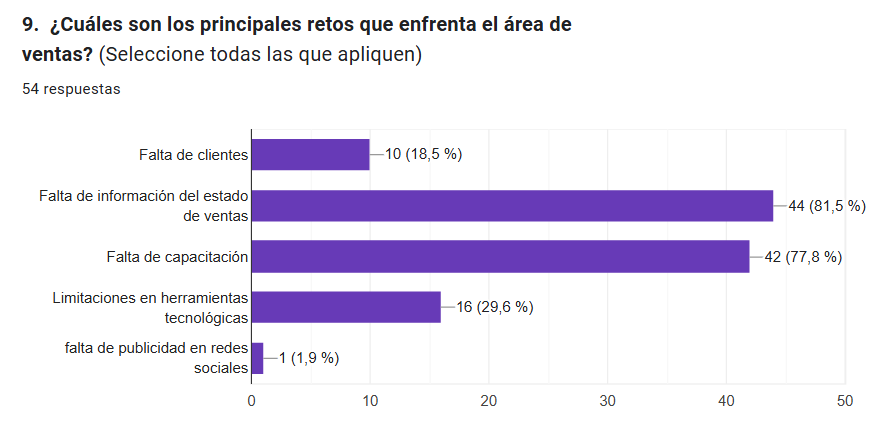 9. ¿Cuáles son los principales retos que enfrenta el área de
ventas? (Seleccione todas las que apliquen)
54 respuestas
Falta de clientes
10 (18,5 %)
Falta de información del estado
de ventas
44 (81,5 %)
Falta de capacitación
42 (77,8 %)
Limitaciones en herramientas
tecnológicas
16 (29,6 %)
falta de publicidad en redes
sociales
1 (1,9 %)
0 10 20 30 40 50